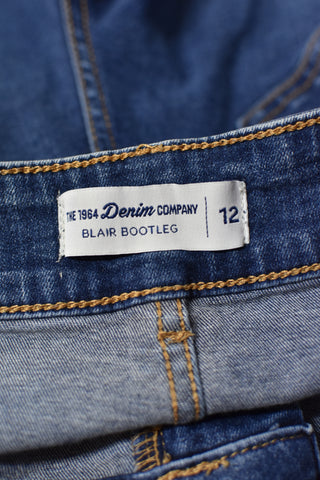 THE 1964 Denim COMPANY
BLAIR BOOTLEG
12